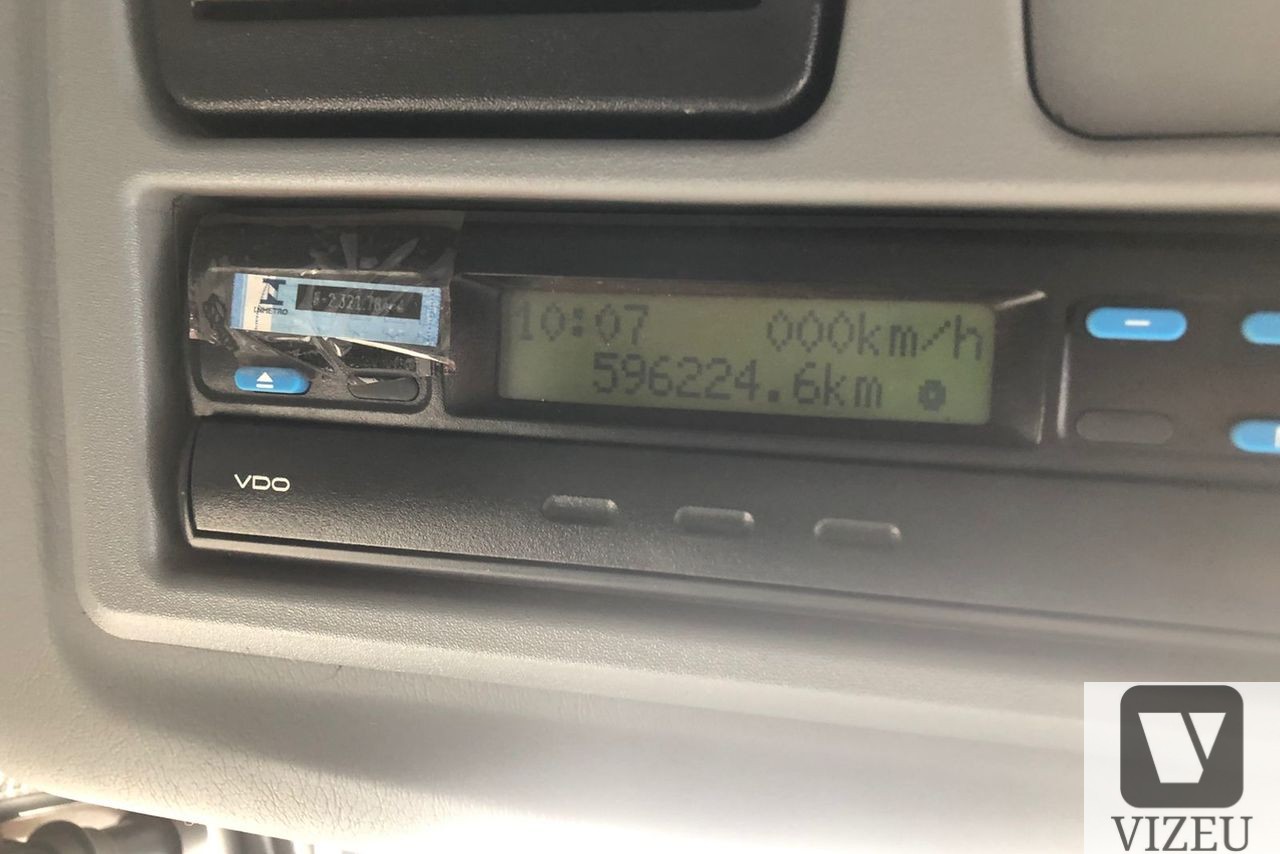 INMETRO
10:07 000km/h
596224.6km
VDO
VIZEU